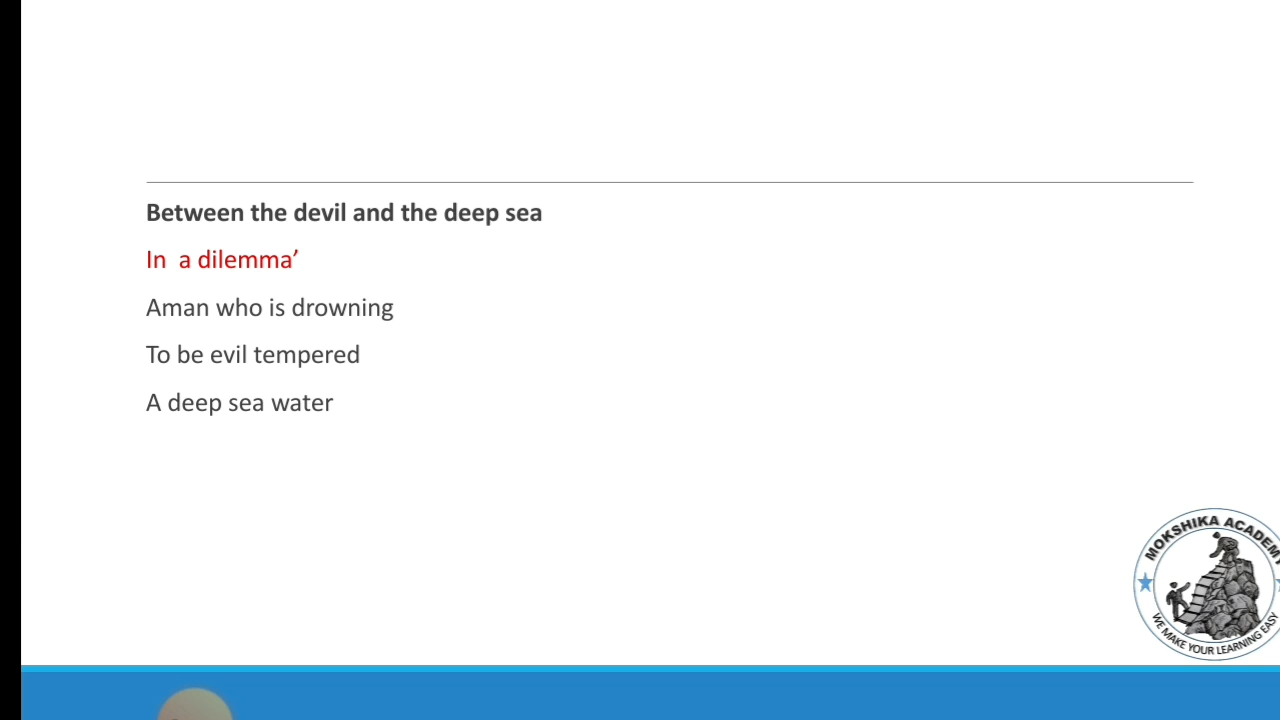 Between the devil and the deep sea
In  a dilemma’
Aman who is drowning
To be evil tempered
A deep sea water
MOKSHIKA ACADEMY
WE MAKE YOUR LEARNING EASY